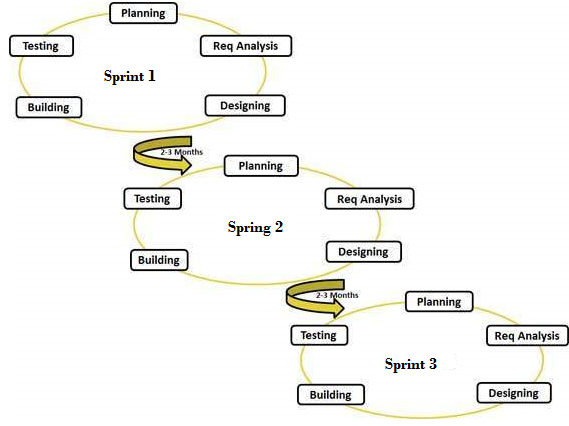 Planning
Testing
Req Analysis
Sprint 1
Building
Designing
2-3 Months
Planning
Testing
Req Analysis
Spring 2
Building
Designing
2-3 Months
Planning
Testing
Req Analysis
Sprint 3
Building
Designing